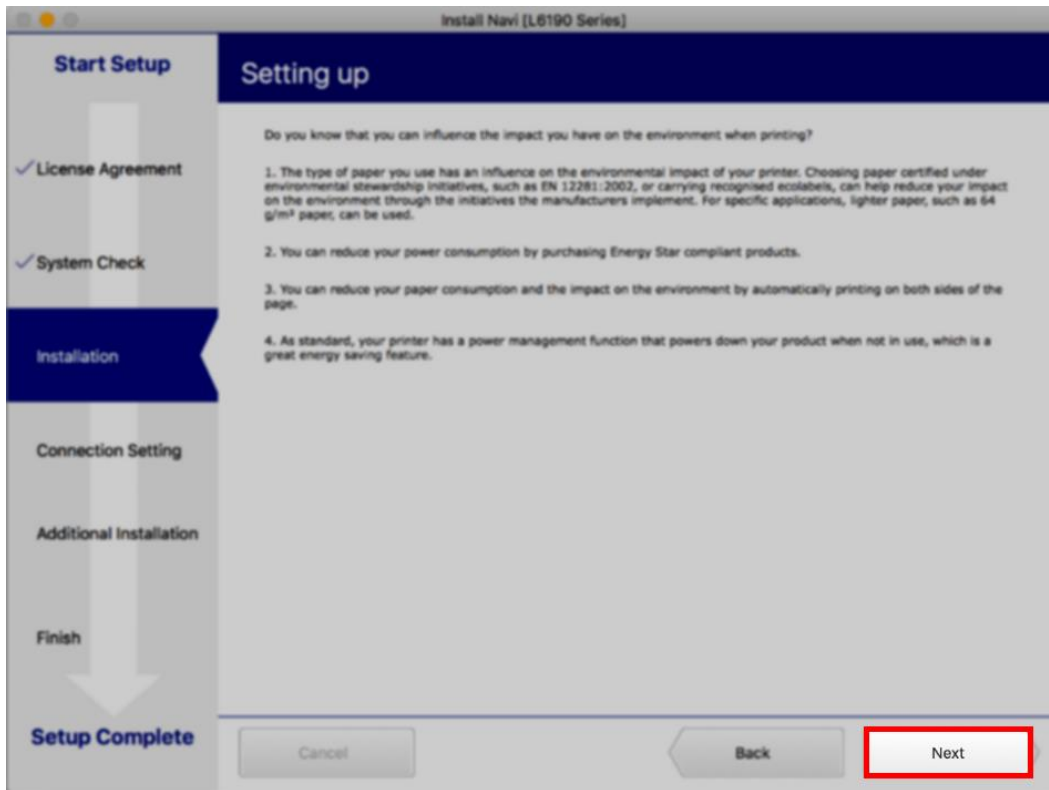 Install Navi [L6190 Series]
Start Setup
Setting up
Do you know that you can influence the impact you have on the environment when printing?
License Agreement
1. The type of paper you use has an influence on the environmental impact of your printer. Choosing paper certified under
environmental stewardship initiatives, such as EN 12281:2002, or carrying recognised ecolabels, can help reduce your impact
on the environment through the initiatives the manufacturers implement. For specific applications, lighter paper, such as 64
g/m² paper, can be used.
System Check
2. You can reduce your power consumption by purchasing Energy Star compliant products.
3. You can reduce your paper consumption and the impact on the environment by automatically printing on both sides of the
page.
Installation
4. As standard, your printer has a power management function that powers down your product when not in use, which is a
great energy saving feature.
Connection Setting
Additional Installation
Finish
Setup Complete
Cancel
Back
Next